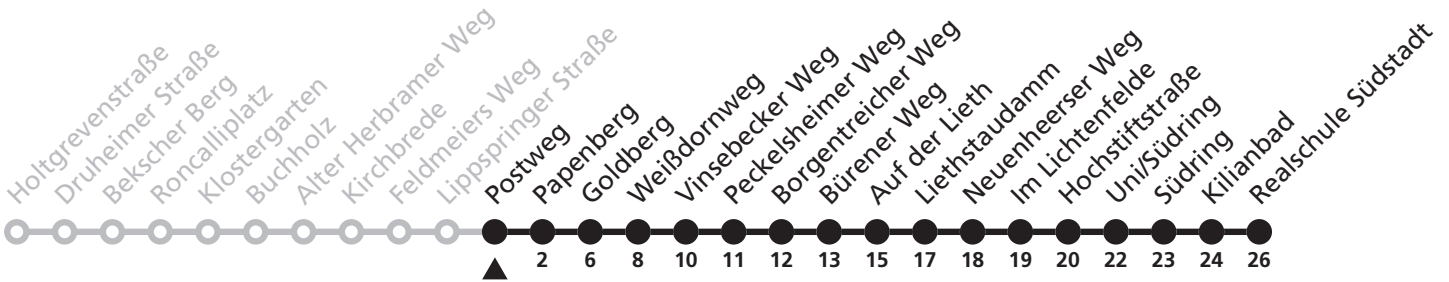 Holtgrevenstraße
Druheimer Straße
Bekscher Berg
Roncalliplatz
Klostergarten
Buchholz
Alter Herbramer Weg
Kirchbrede
Feldmeiers Weg
Lippspringer Straße
Postweg
Papenberg
Goldberg
Weißdornweg
Vinsebecker Weg
Peckelsheimer Weg
Borgentreicher Weg
Bürener Weg
Auf der Lieth
Liethstaudamm
Neuenheerser Weg
Im Lichtenfelde
Hochstiftstraße
Uni/Südring
Südring
Kilianbad
Realschule Südstadt
2 6 8 10 11 12 13 15 17 18 19 20 22 23 24 26